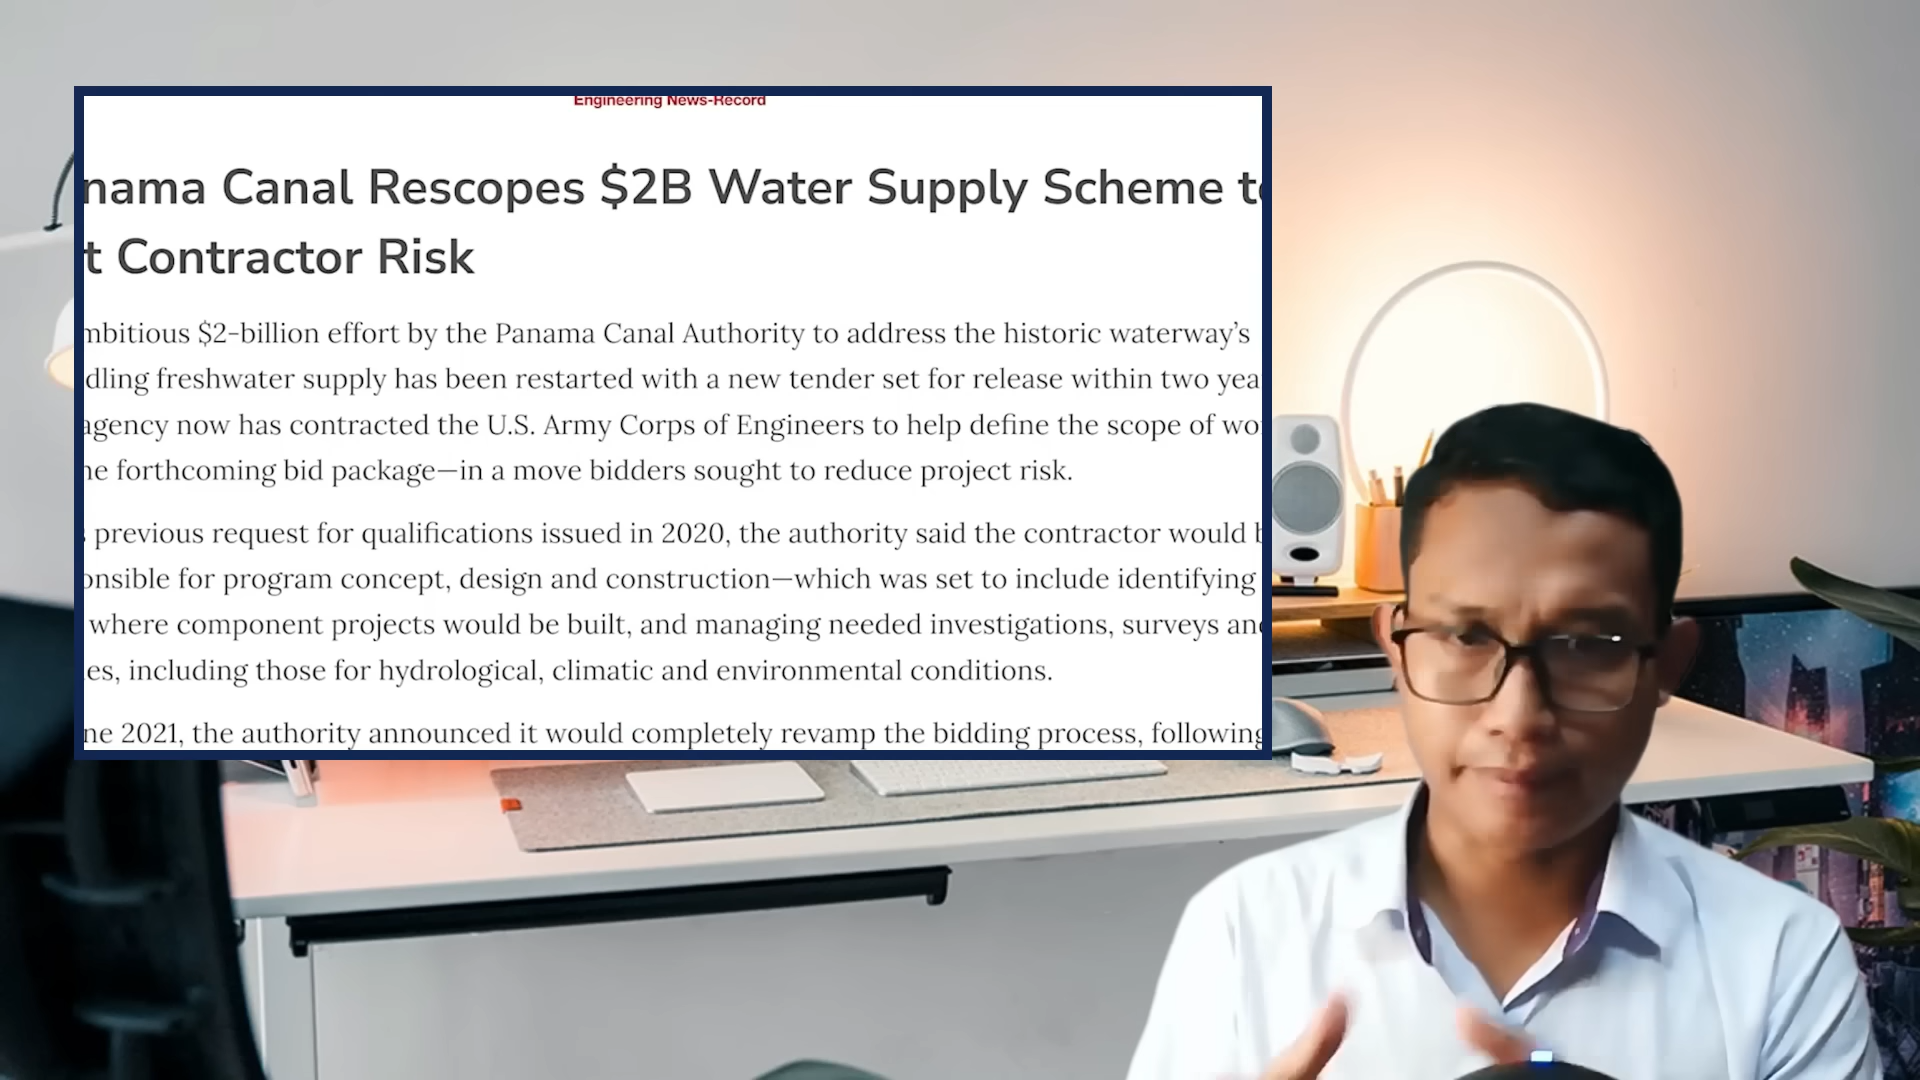 Engineering News-Record
nama Canal Rescopes $2B Water Supply Scheme to
t Contractor Risk
mbitious $2-billion effort by the Panama Canal Authority to address the historic waterway’s
dling freshwater supply has been restarted with a new tender set for release within two yea
agency now has contracted the U.S. Army Corps of Engineers to help define the scope of wo
he forthcoming bid package—in a move bidders sought to reduce project risk.
s previous request for qualifications issued in 2020, the authority said the contractor would b
onsible for program concept, design and construction—which was set to include identifying
where component projects would be built, and managing needed investigations, surveys and
es, including those for hydrological, climatic and environmental conditions.
ne 2021, the authority announced it would completely revamp the bidding process, following